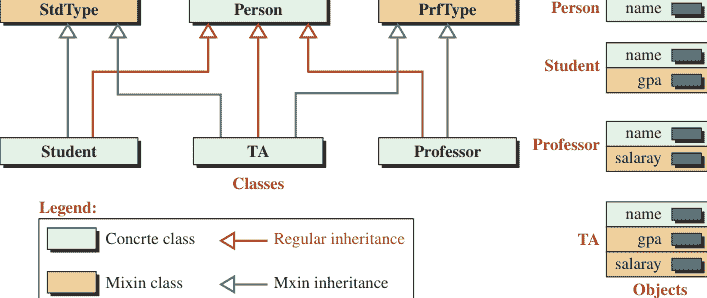 StdType
Person
PrfType
Student
TA
Professor
Classes
Legend:
Concrte class
Regular inheritance
Mixin class
Mxin inheritance
Person
name
Student
name
gpa
Professor
name
salaray
TA
name
gpa
salaray
Objects